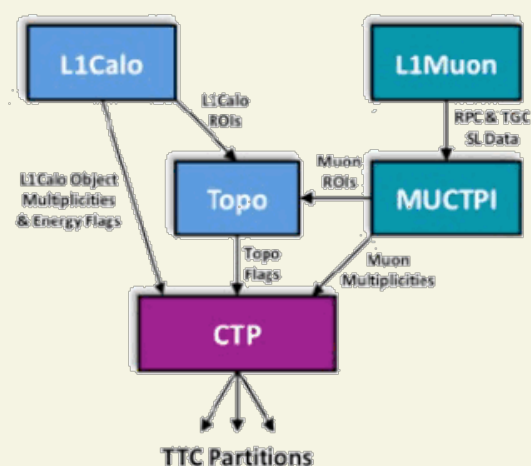 L1Calo
L1Muon
L1Calo
ROIs
RPC & TGC
SL Data
L1Calo Object
Multiplicities
& Energy Flags
Topo
Muon
ROIs
MUCTPI
Topo
Flags
Muon
Multiplicities
CTP
TTC Partitions